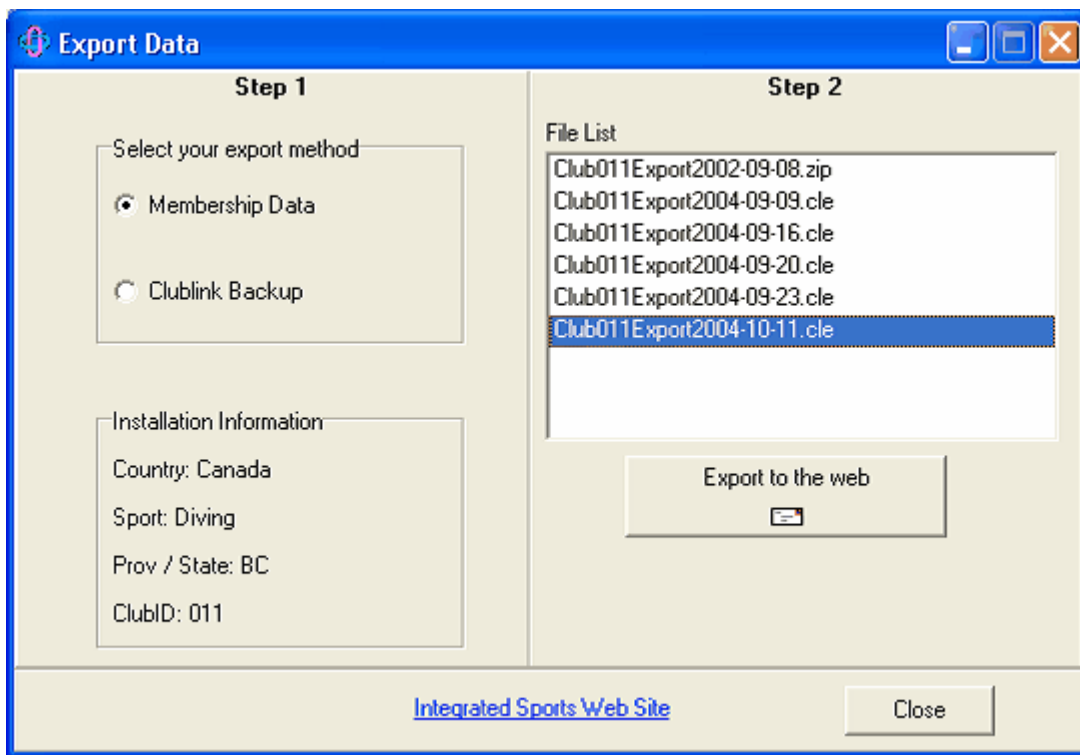 Export Data
Step 1
Select your export method
Membership Data
Clublink Backup
Installation Information
Country: Canada
Sport: Diving
Prov / State: BC
ClubID: 011
Step 2
File List
Club011Export2002-09-08.zip
Club011Export2004-09-09.cle
Club011Export2004-09-16.cle
Club011Export2004-09-20.cle
Club011Export2004-09-23.cle
Club011Export2004-10-11.cle
Export to the web
Integrated Sports Web Site
Close